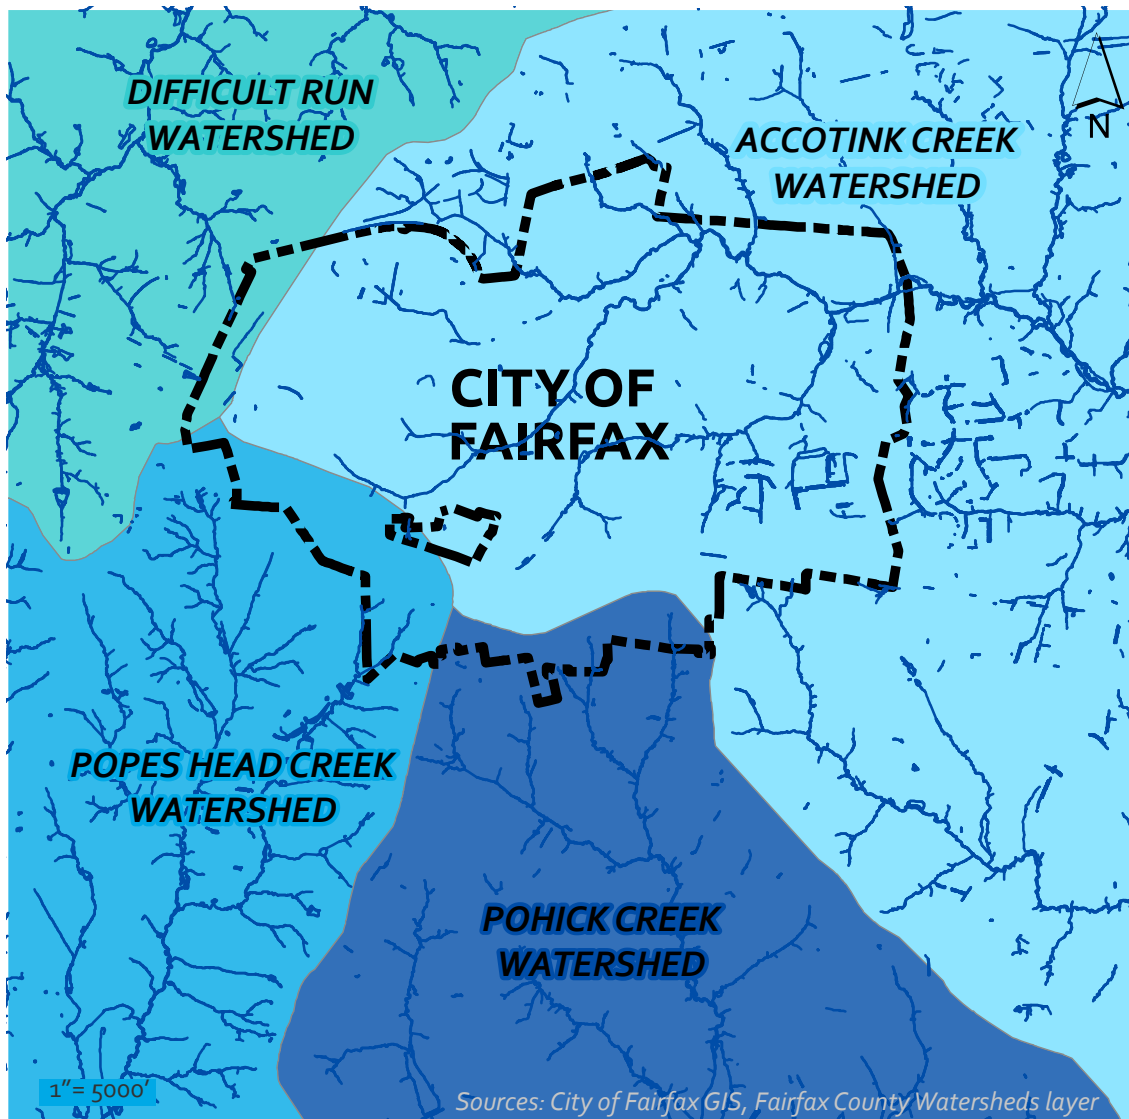 DIFFICULT RUN
WATERSHED
ACCOTINK CREEK
WATERSHED
N
CITY OF
FAIRFAX
POPES HEAD CREEK
WATERSHED
POHICK CREEK
WATERSHED
1”= 5000’
Sources: City of Fairfax GIS, Fairfax County Watersheds layer